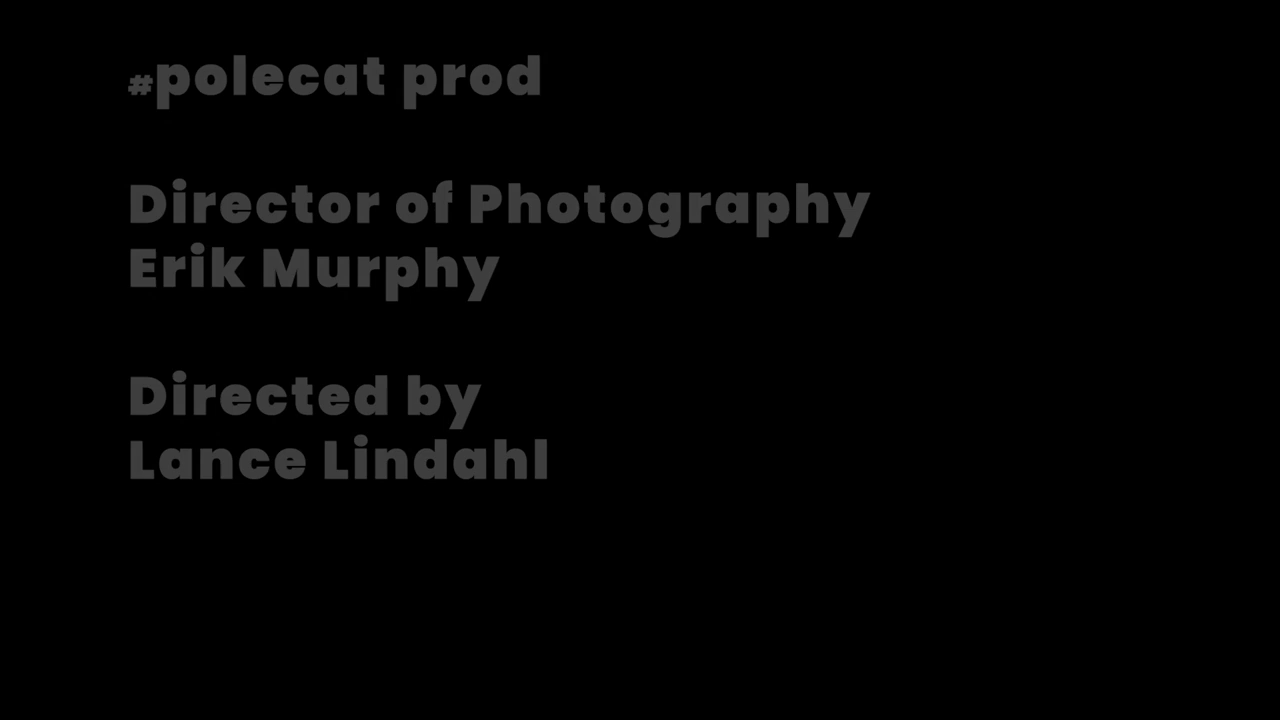 #polecat prod
Director of Photography
Erik Murphy
Directed by
Lance Lindahl